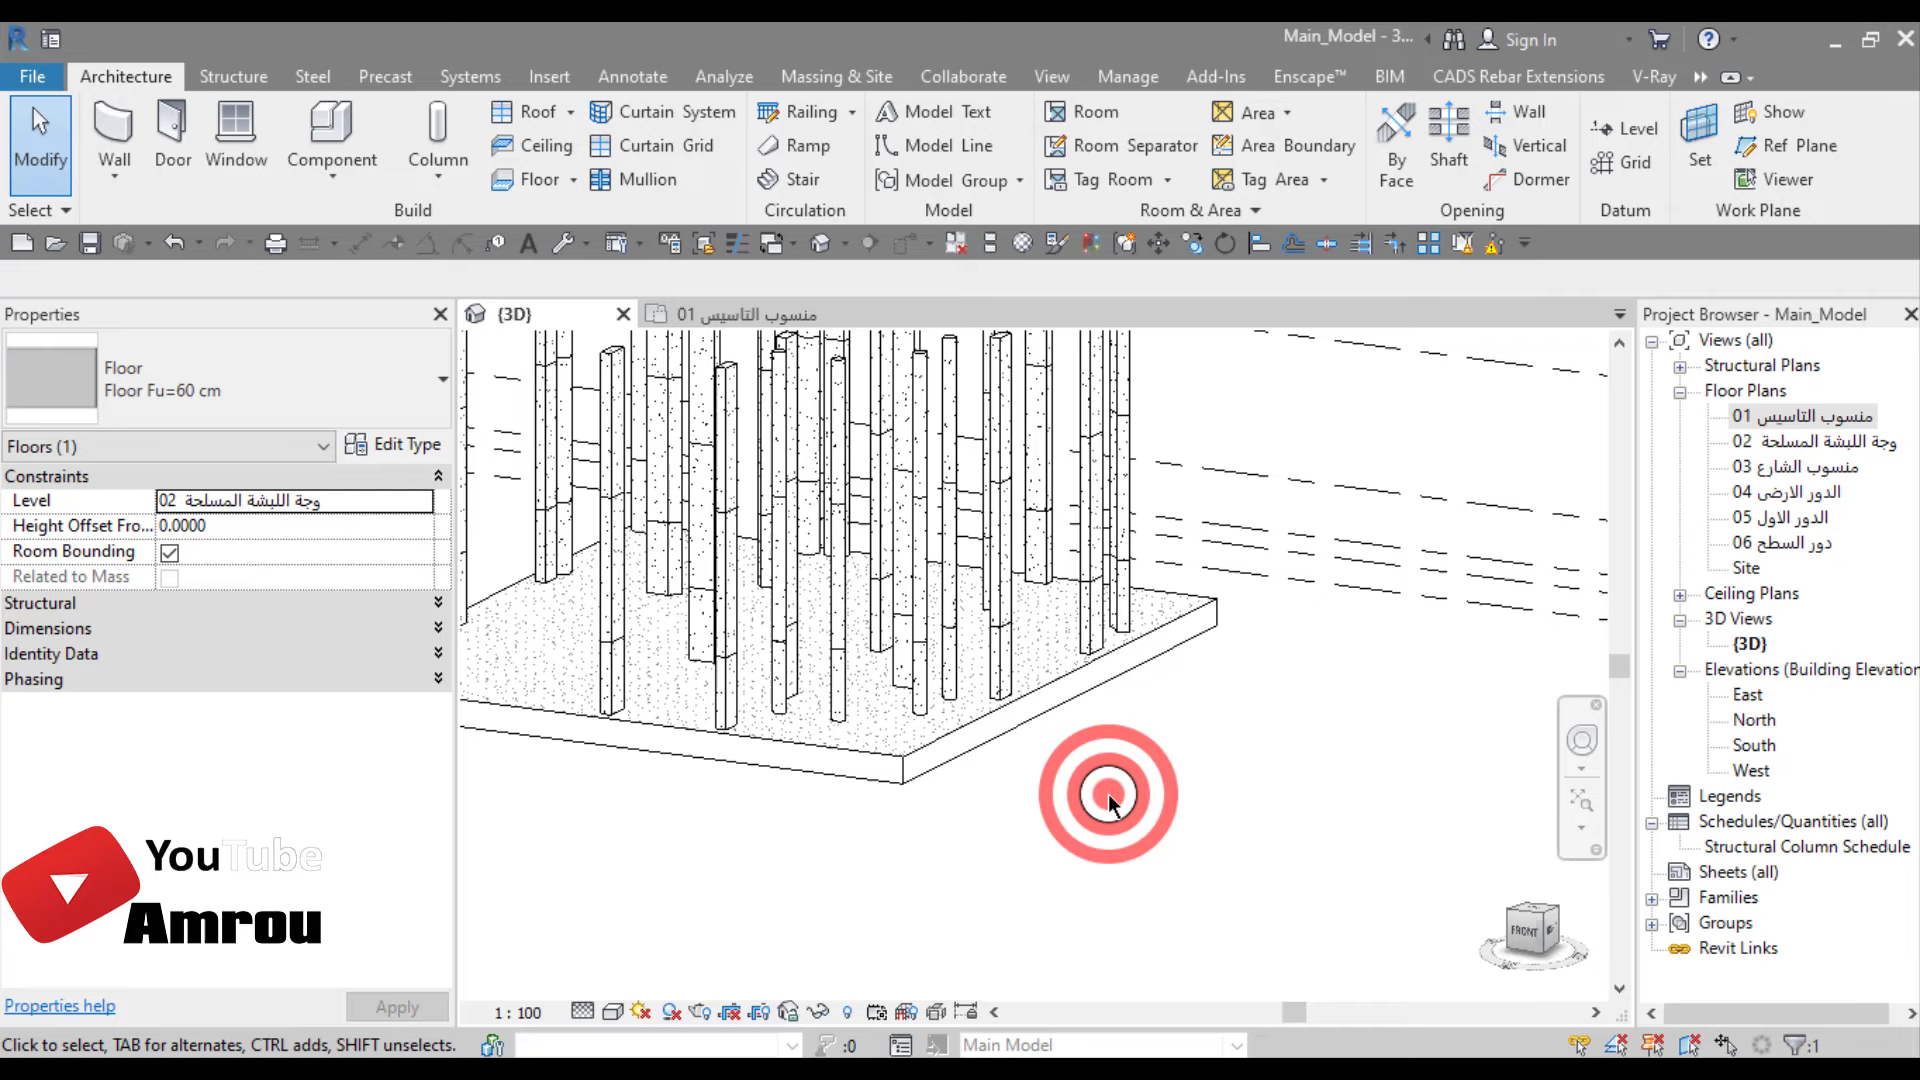 Main_Model - 3...
Sign In
File Architecture Structure Steel Precast Systems Insert Annotate Analyze Massing & Site Collaborate View Manage Add-Ins Enscape™ BIM CADS Rebar Extensions V-Ray
Modify
Wall
Door
Window
Component
Column
Roof
Ceiling
Floor
Curtain System
Curtain Grid
Mullion
Railing
Ramp
Stair
Model Text
Model Line
Model Group
Room
Room Separator
Tag Room
Area
Area Boundary
Tag Area
By Face
Shaft
Wall
Vertical
Dormer
Level
Grid
Set
Show
Ref Plane
Viewer
Select Build Circulation Model Room & Area Opening Datum Work Plane
Properties
Floor
Floor Fu=60 cm
Floors (1)
Edit Type
Constraints
Level 02 وجة اللبشة المسلحة
Height Offset Fro... 0.0000
Room Bounding
Related to Mass
Structural
Dimensions
Identity Data
Phasing
YouTube
Amrou
Properties help
Apply
{3D}
01 منسوب التاسيس
FRONT
Project Browser - Main_Model
Views (all)
Structural Plans
Floor Plans
01 منسوب التاسيس
02 وجة اللبشة المسلحة
03 منسوب الشارع
04 الدور الارضى
05 الدور الاول
06 دور السطح
Site
Ceiling Plans
3D Views
{3D}
Elevations (Building Elevation
East
North
South
West
Legends
Schedules/Quantities (all)
Structural Column Schedule
Sheets (all)
Families
Groups
Revit Links
1 : 100
Click to select, TAB for alternates, CTRL adds, SHIFT unselects.
:0
Main Model
:1